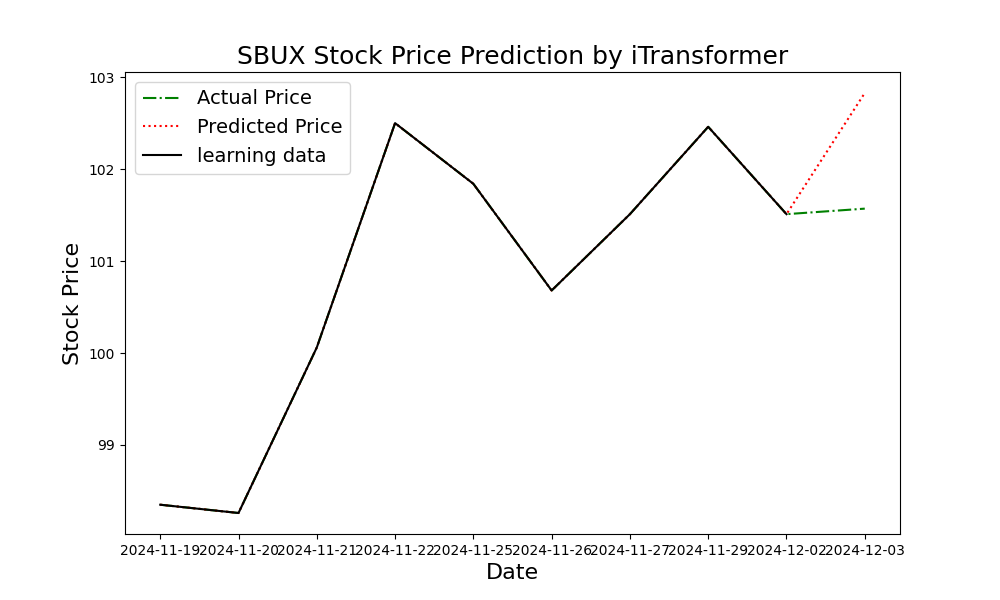 SBUX Stock Price Prediction by iTransformer
Actual Price
Predicted Price
learning data
103
102
101
100
99
Stock Price
2024-11-19 2024-11-20 2024-11-21 2024-11-22 2024-11-25 2024-11-26 2024-11-27 2024-11-29 2024-12-02 2024-12-03
Date